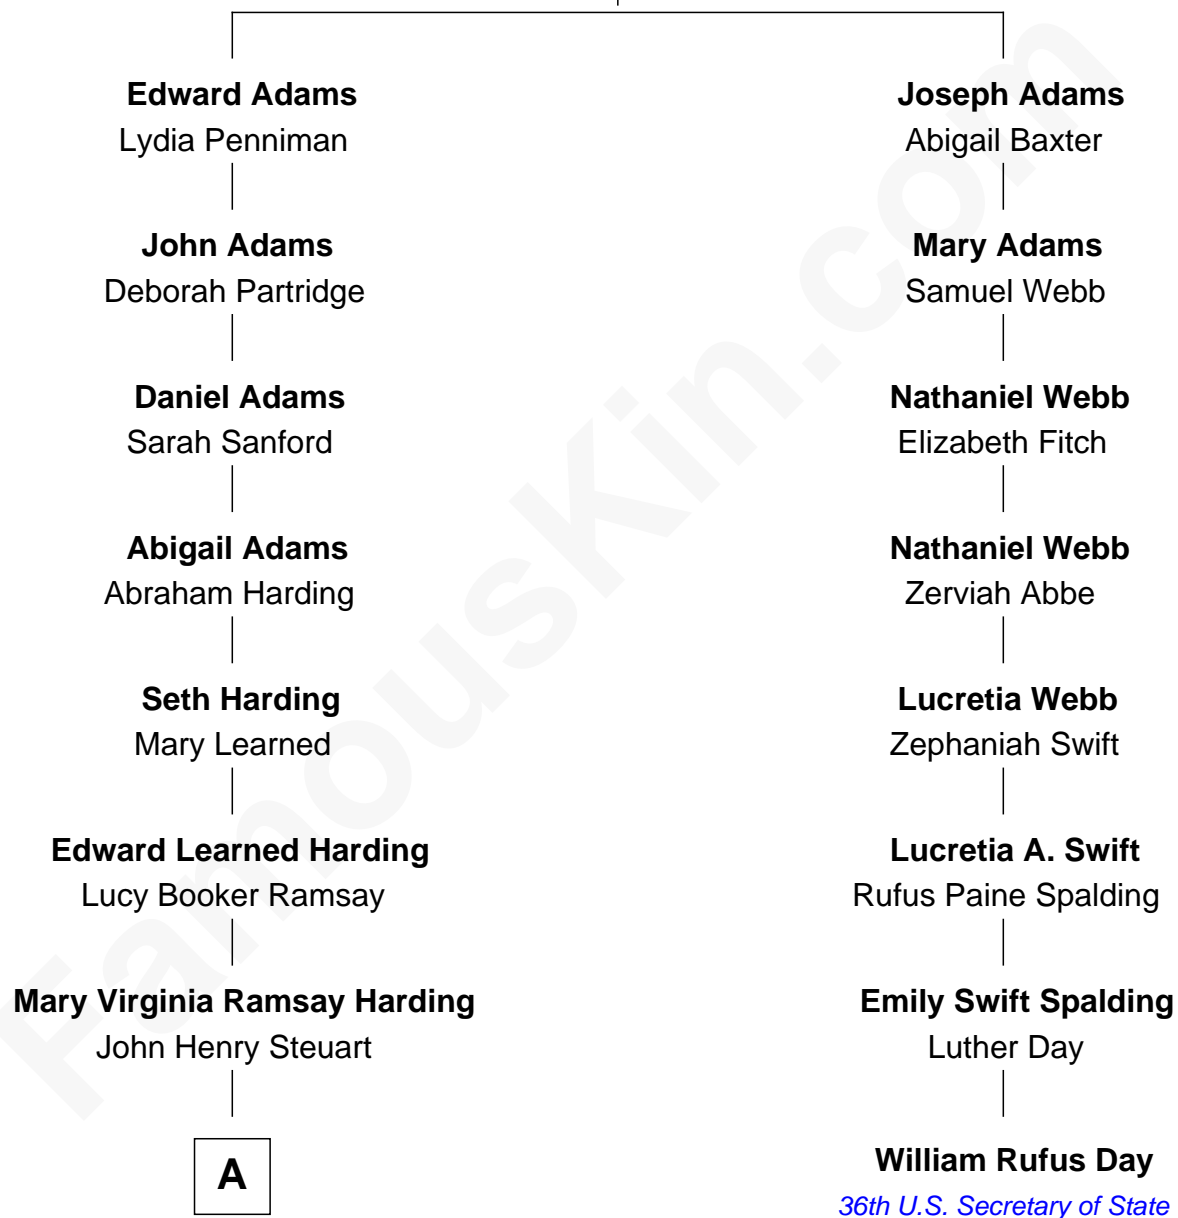 Edward Adams
Lydia Penniman
Joseph Adams
Abigail Baxter
John Adams
Deborah Partridge
Mary Adams
Samuel Webb
Daniel Adams
Sarah Sanford
Nathaniel Webb
Elizabeth Fitch
Abigail Adams
Abraham Harding
Nathaniel Webb
Zerviah Abbe
Seth Harding
Mary Learned
Lucretia Webb
Zephaniah Swift
Edward Learned Harding
Lucy Booker Ramsay
Lucretia A. Swift
Rufus Paine Spalding
Mary Virginia Ramsay Harding
John Henry Steuart
Emily Swift Spalding
Luther Day
A
William Rufus Day
36th U.S. Secretary of State
FamousKin.com